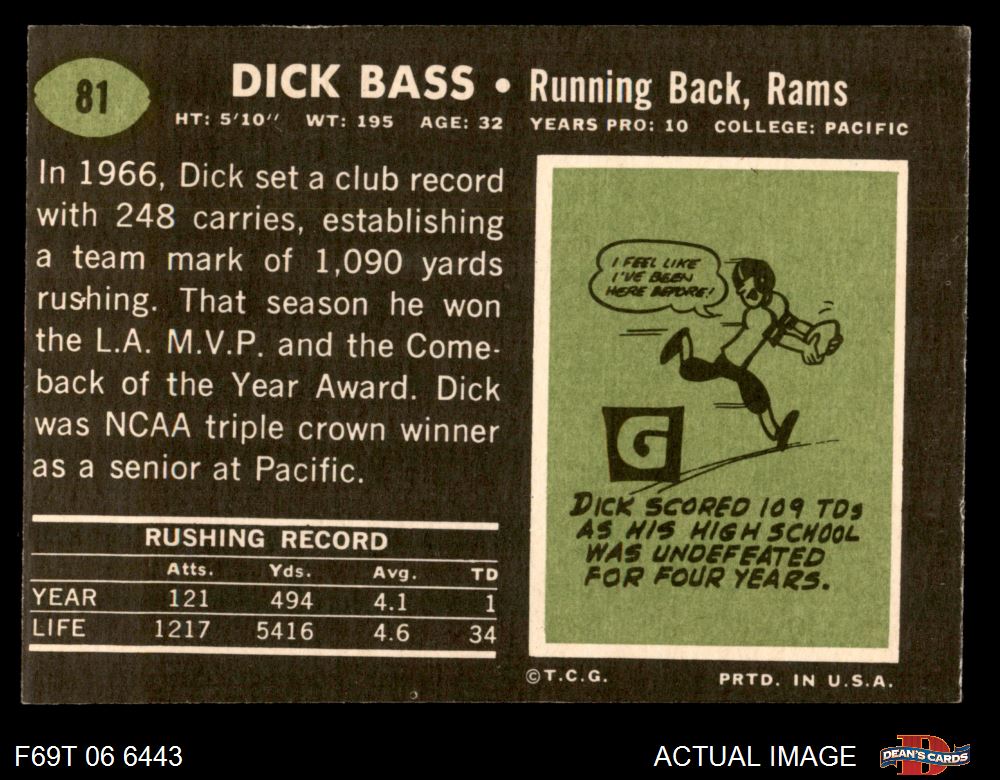 81
DICK BASS • Running Back, Rams
HT: 5'10" WT: 195 AGE: 32 YEARS PRO: 10 COLLEGE: PACIFIC
In 1966, Dick set a club record
with 248 carries, establishing
a team mark of 1,090 yards
rushing. That season he won
the L.A. M.V.P. and the Come-
back of the Year Award. Dick
was NCAA triple crown winner
as a senior at Pacific.
RUSHING RECORD
Atts. Yds. Avg. TD
YEAR 121 494 4.1 1
LIFE 1217 5416 4.6 34
I FEEL LIKE
I'VE BEEN
HERE BEFORE!
G
DICK SCORED 109 TDs
AS HIS HIGH SCHOOL
WAS UNDEFEATED
FOR FOUR YEARS.
© T.C.G. PRTD. IN U.S.A.
F69T 06 6443
ACTUAL IMAGE
D
DEAN'S CARDS